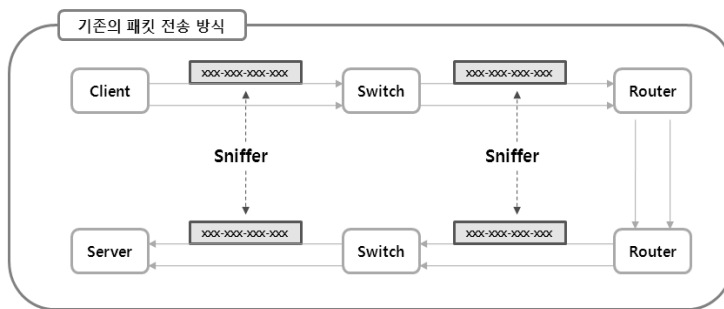 기존의 패킷 전송 방식
xxx-xxx-xxx-xxx
xxx-xxx-xxx-xxx
Client
Switch
Router
Sniffer
Sniffer
xxx-xxx-xxx-xxx
xxx-xxx-xxx-xxx
Server
Switch
Router